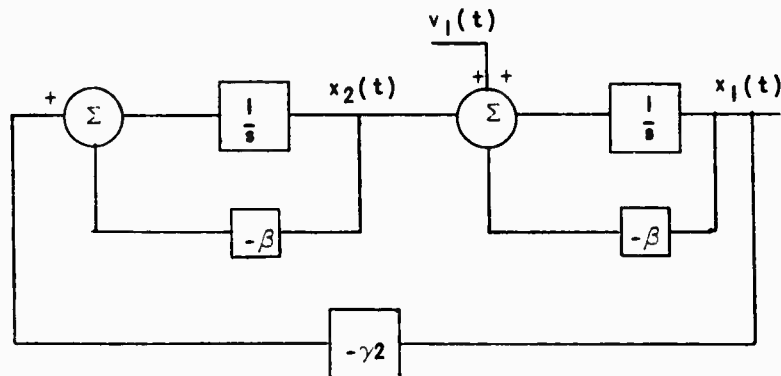 v1(t)
+ Σ 1/s x2(t) + + Σ 1/s x1(t)
-β -β
-γ2